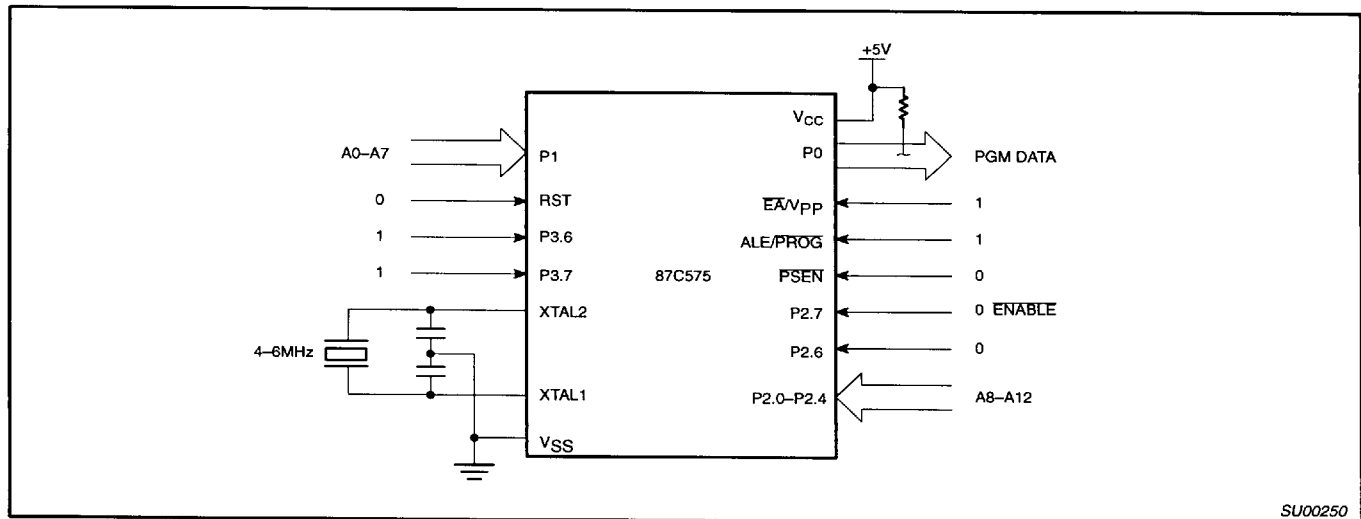 +5V
VCC
A0–A7
P1
P0
PGM DATA
0
RST
EA/VPP
1
1
P3.6
ALE/PROG
1
1
P3.7
87C575
PSEN
0
XTAL2
P2.7
0 ENABLE
4–6MHz
P2.6
0
XTAL1
P2.0–P2.4
A8–A12
VSS
SU00250